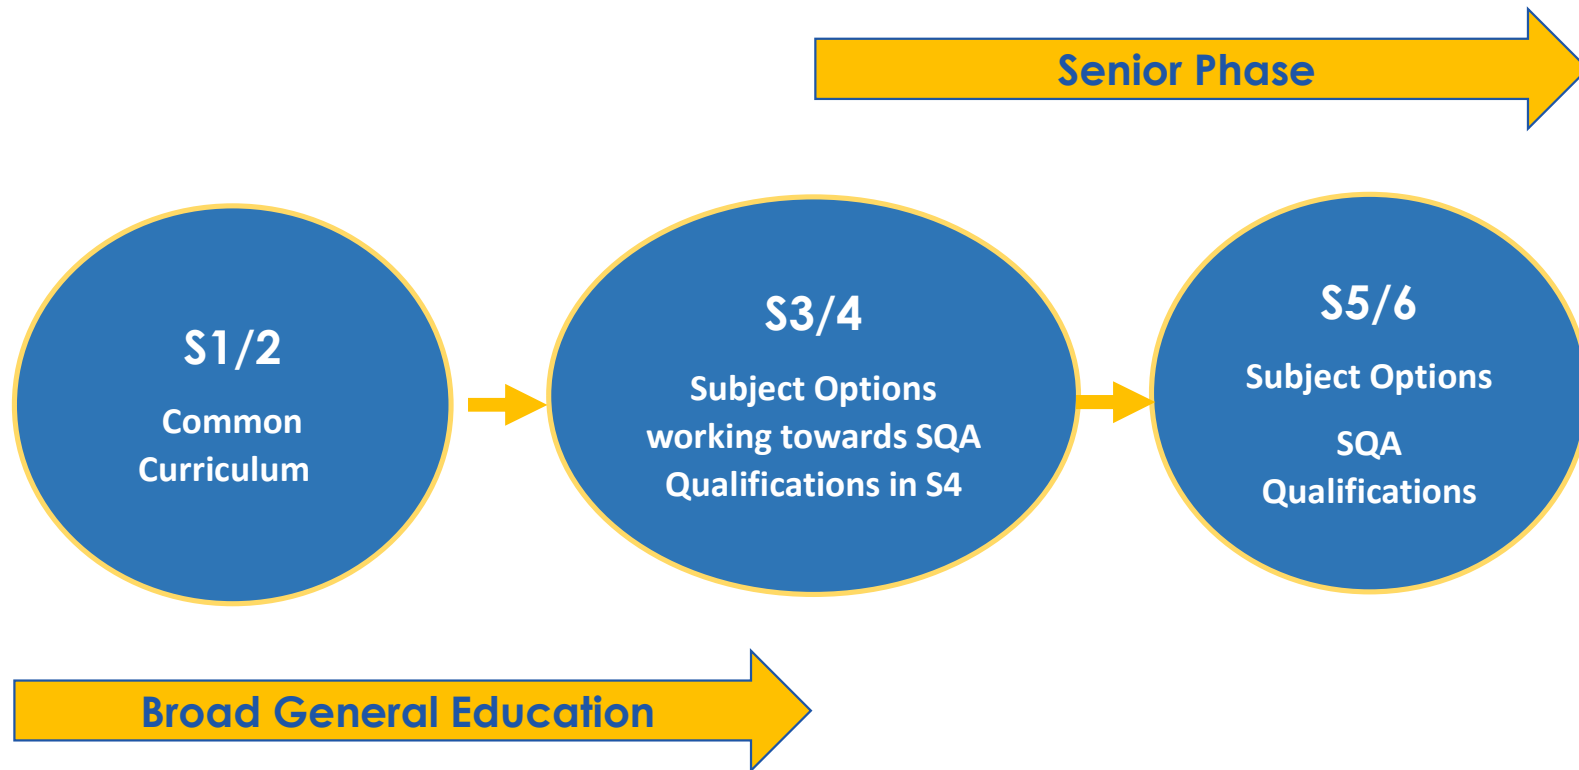 Senior Phase
S1/2
Common
Curriculum
S3/4
Subject Options
working towards SQA
Qualifications in S4
S5/6
Subject Options
SQA
Qualifications
Broad General Education